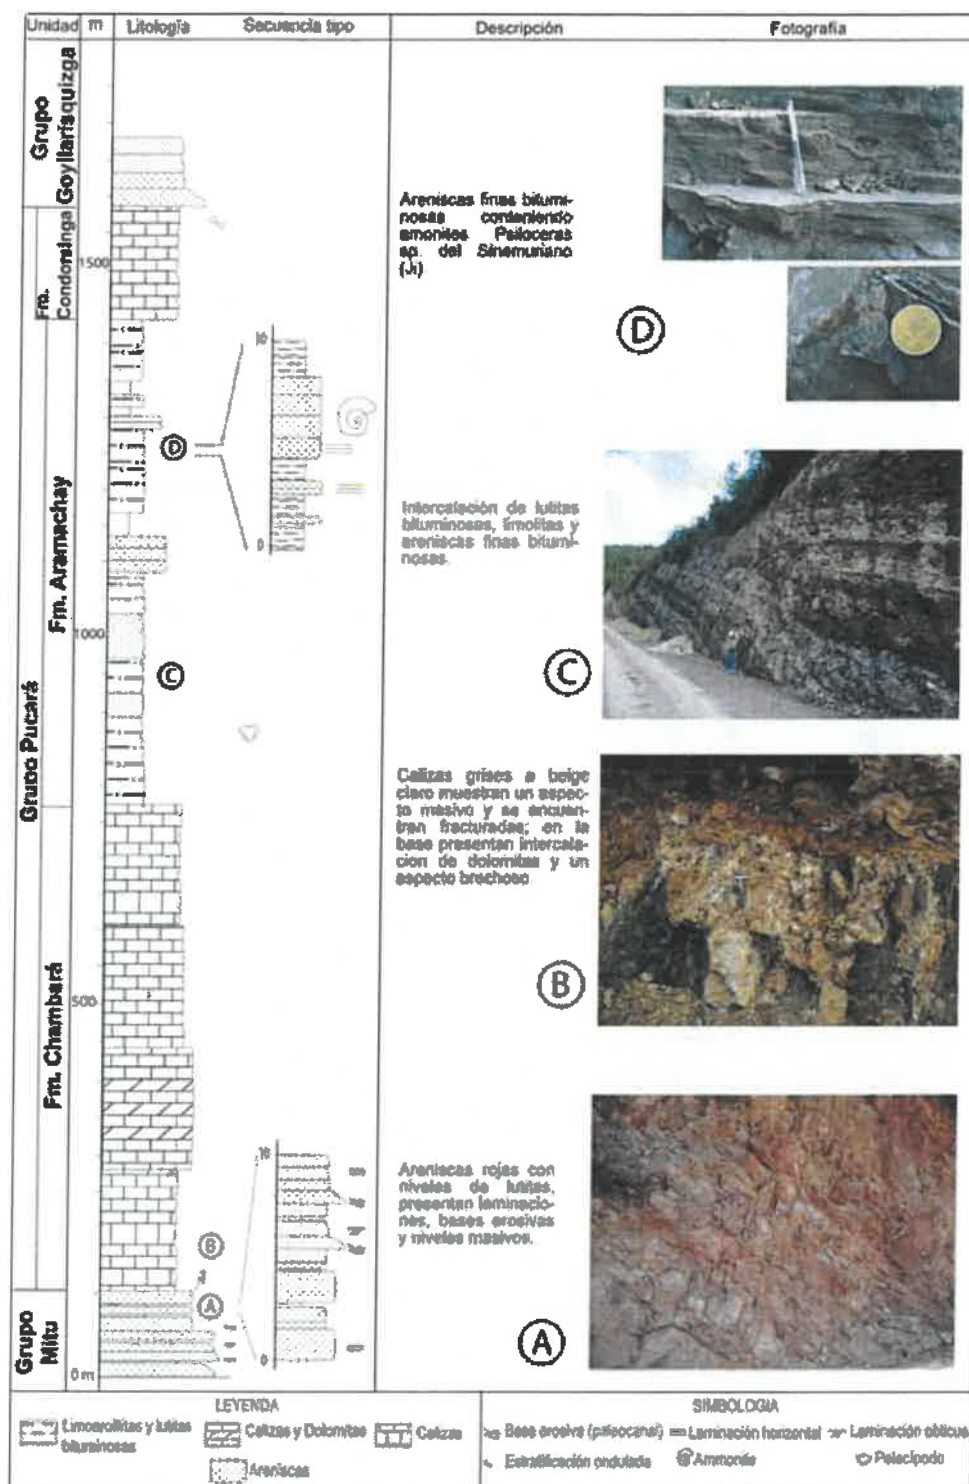 Unidad m Litología Secuencia tipo Descripción Fotografía
Grupo
Goyllarisquizga
Fm.
Condorsinga
Grupo Pucará
Fm. Aramachay
Fm. Chambará
Grupo
Mitu
1500
1000
500
0 m
D
C
B
A
10
0
10
0
Areniscas finas bitumi-
nosas conteniendo
amonites Psiloceras
sp. del Sinemuriano
(Ji)
D
Intercalación de lutitas
bituminosas, limolitas y
areniscas finas bitumi-
nosas.
C
Calizas grises a beige
claro muestran un aspec-
to masivo y se encuen-
tran fracturadas; en la
base presentan intercala-
cion de dolomitas y un
aspecto brechoso
B
Areniscas rojas con
niveles de lutitas,
presentan laminacio-
nes, bases erosivas
y niveles masivos.
A
LEYENDA
Limoarcillitas y lutitas
bituminosas
Calizas y Dolomitas
Calizas
Areniscas
SIMBOLOGIA
Base erosiva (paleocanal) Laminación horizontal Laminación oblicua
Estratificación ondulada Ammonite Pelecípodo